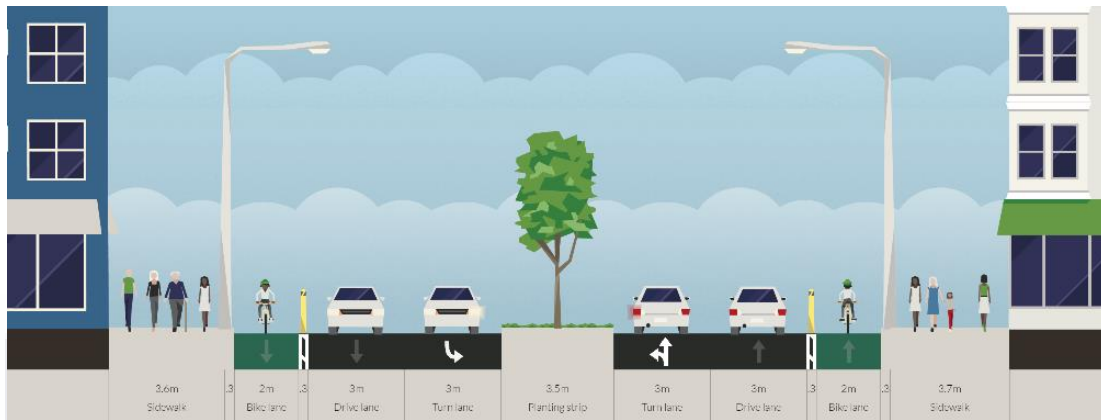 3.6m
Sidewalk
.3
2m
Bike lane
.3
3m
Drive lane
3m
Turn lane
3.5m
Planting strip
3m
Turn lane
3m
Drive lane
.3
2m
Bike lane
.3
3.7m
Sidewalk